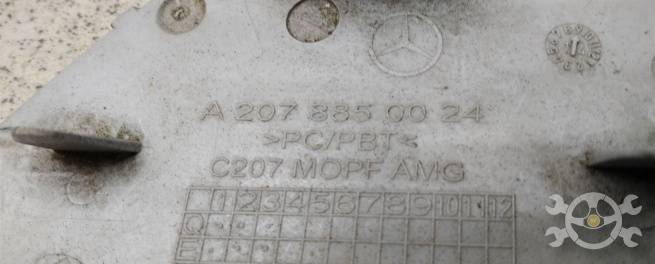 A 207 885 00 24
>PC/PBT<
C207 MOPF AMG
1 2 3 4 5 6 7 8 9 10 11 12
Q
E